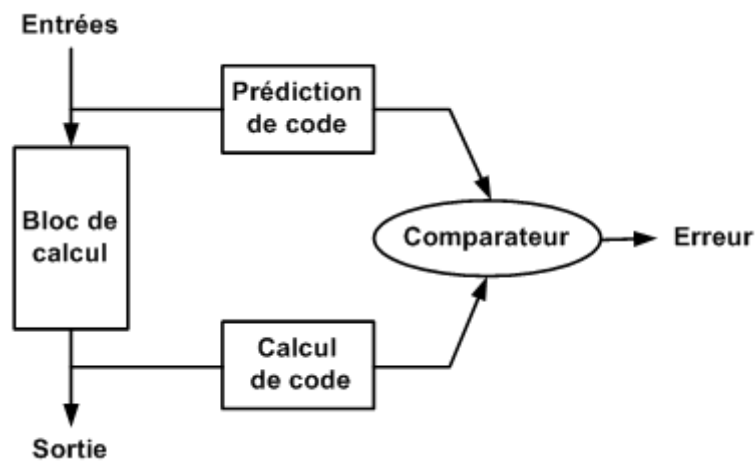 Entrées
Prédiction
de code
Bloc de
calcul
Comparateur
Erreur
Calcul
de code
Sortie